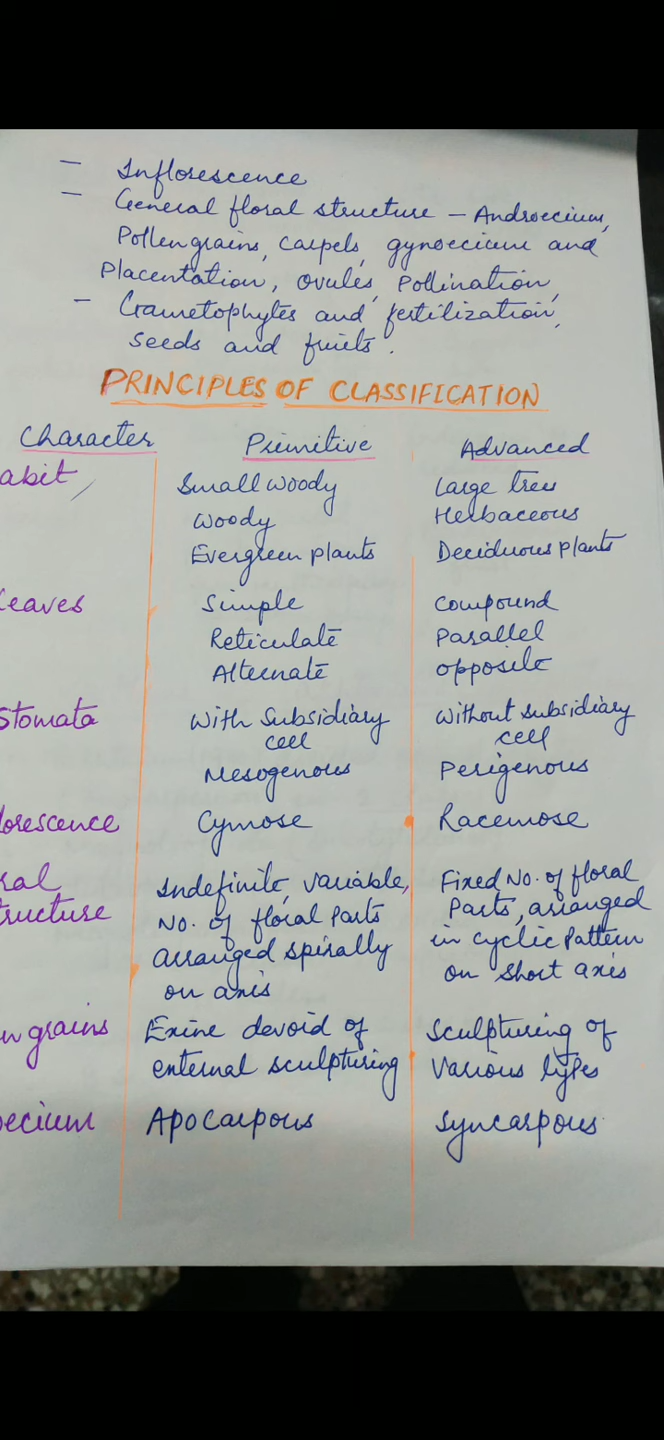 - Inflorescence
- General floral structure - Androecium,
Pollengrains, Carpels, gynoecium and
Placentation, Ovules, Pollination,
- Gametophytes and fertilization,
seeds and fruits.
PRINCIPLES OF CLASSIFICATION
Character Primitive Advanced
abit Small woody Large trees
Woody Herbaceous
Evergreen plants Deciduous plants
Leaves Simple Compound
Reticulate Parallel
Alternate opposite
Stomata With Subsidiary Without subsidiary
cell cell
Mesogenous Perigenous
lorescence Cymose Racemose
ral Indefinite, variable, Fixed No. of floral
ructure No. of floral Parts Parts, arranged
arranged spirally in cyclic Pattern
on axis on Short axis
n grains Exine devoid of Sculpturing of
external sculpturing Various types
oecium Apocarpous Syncarpous